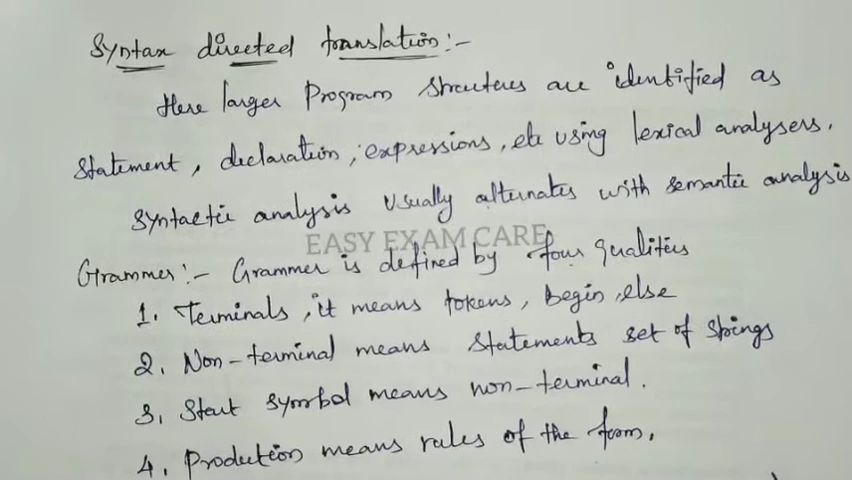 Syntax directed translation :-
Here larger Program structures are identified as
statement, declaration, expressions, etc using lexical analysers.
Syntactic analysis usually alternates with semantic analysis
EASY EXAM CARE
Grammer :- Grammer is defined by four qualities
1. Terminals, it means tokens, begin, else
2. Non-terminal means statements set of strings
3. Start symbol means non-terminal.
4. Production means rules of the form.